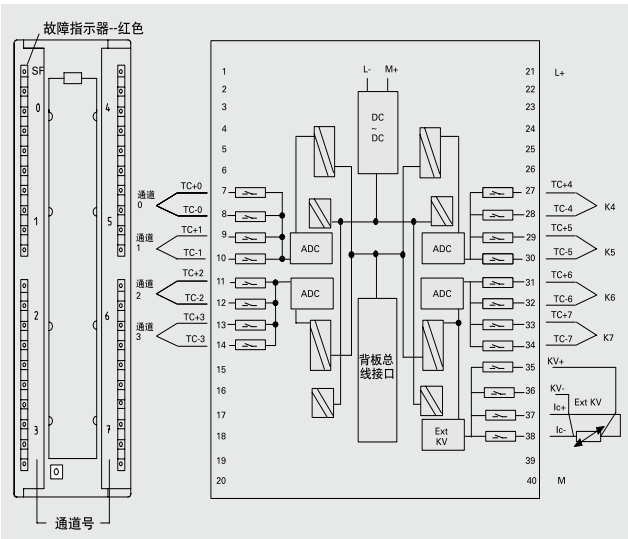 故障指示器--红色
SF
0
4
1
5
2
6
3
7
通道号
1
2
3
4
5
6
7
8
9
10
11
12
13
14
15
16
17
18
19
20
通道
0
TC+0
TC-0
通道
1
TC+1
TC-1
通道
2
TC+2
TC-2
通道
3
TC+3
TC-3
L- M+
DC
~
DC
ADC
ADC
ADC
ADC
背板总
线接口
Ext
KV
21 L+
22
23
24
25
26
27
28
29
30
31
32
33
34
35
36
37
38
39
40 M
TC+4
TC-4
K4
TC+5
TC-5
K5
TC+6
TC-6
K6
TC+7
TC-7
K7
KV+
KV-
Ic+
Ext KV
Ic-